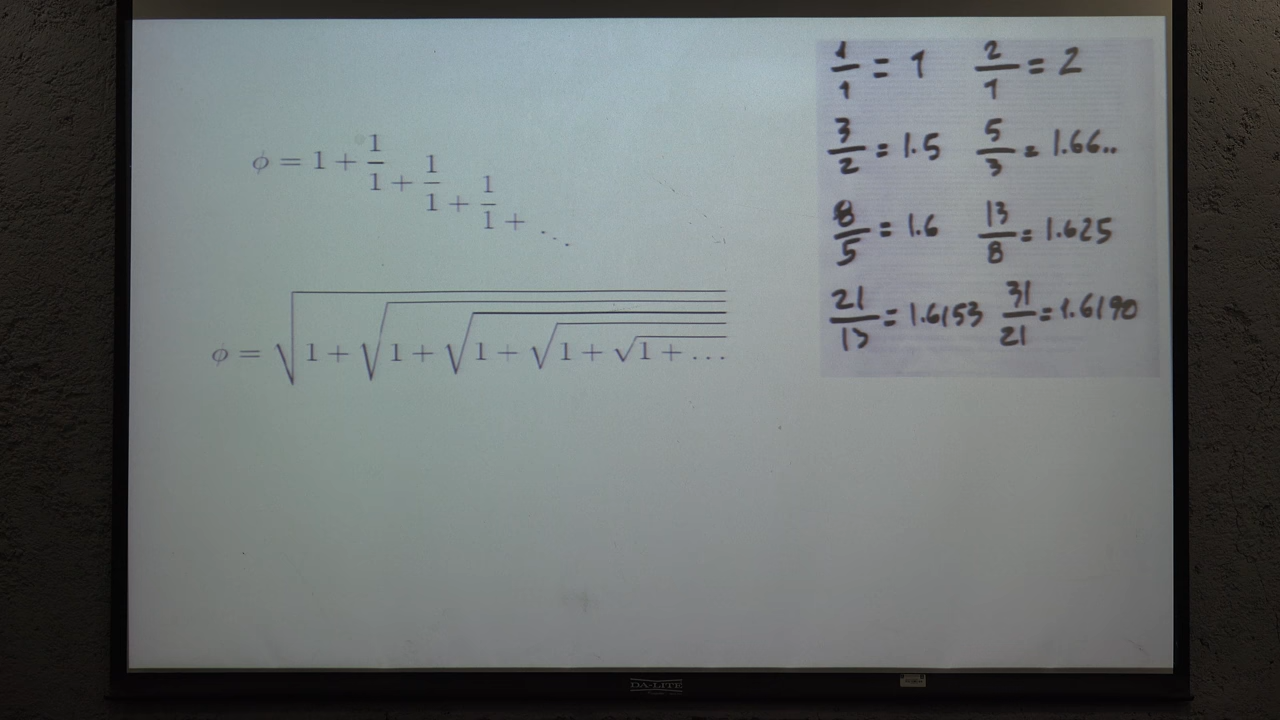 ϕ = 1 + 1/1 + 1/1 + 1/1 + ⋱
ϕ = √1 + √1 + √1 + √1 + √1 + ...
1/1 = 1 2/1 = 2
3/2 = 1.5 5/3 = 1.66..
8/5 = 1.6 13/8 = 1.625
21/13 = 1.6153 31/21 = 1.6190
DA-LITE